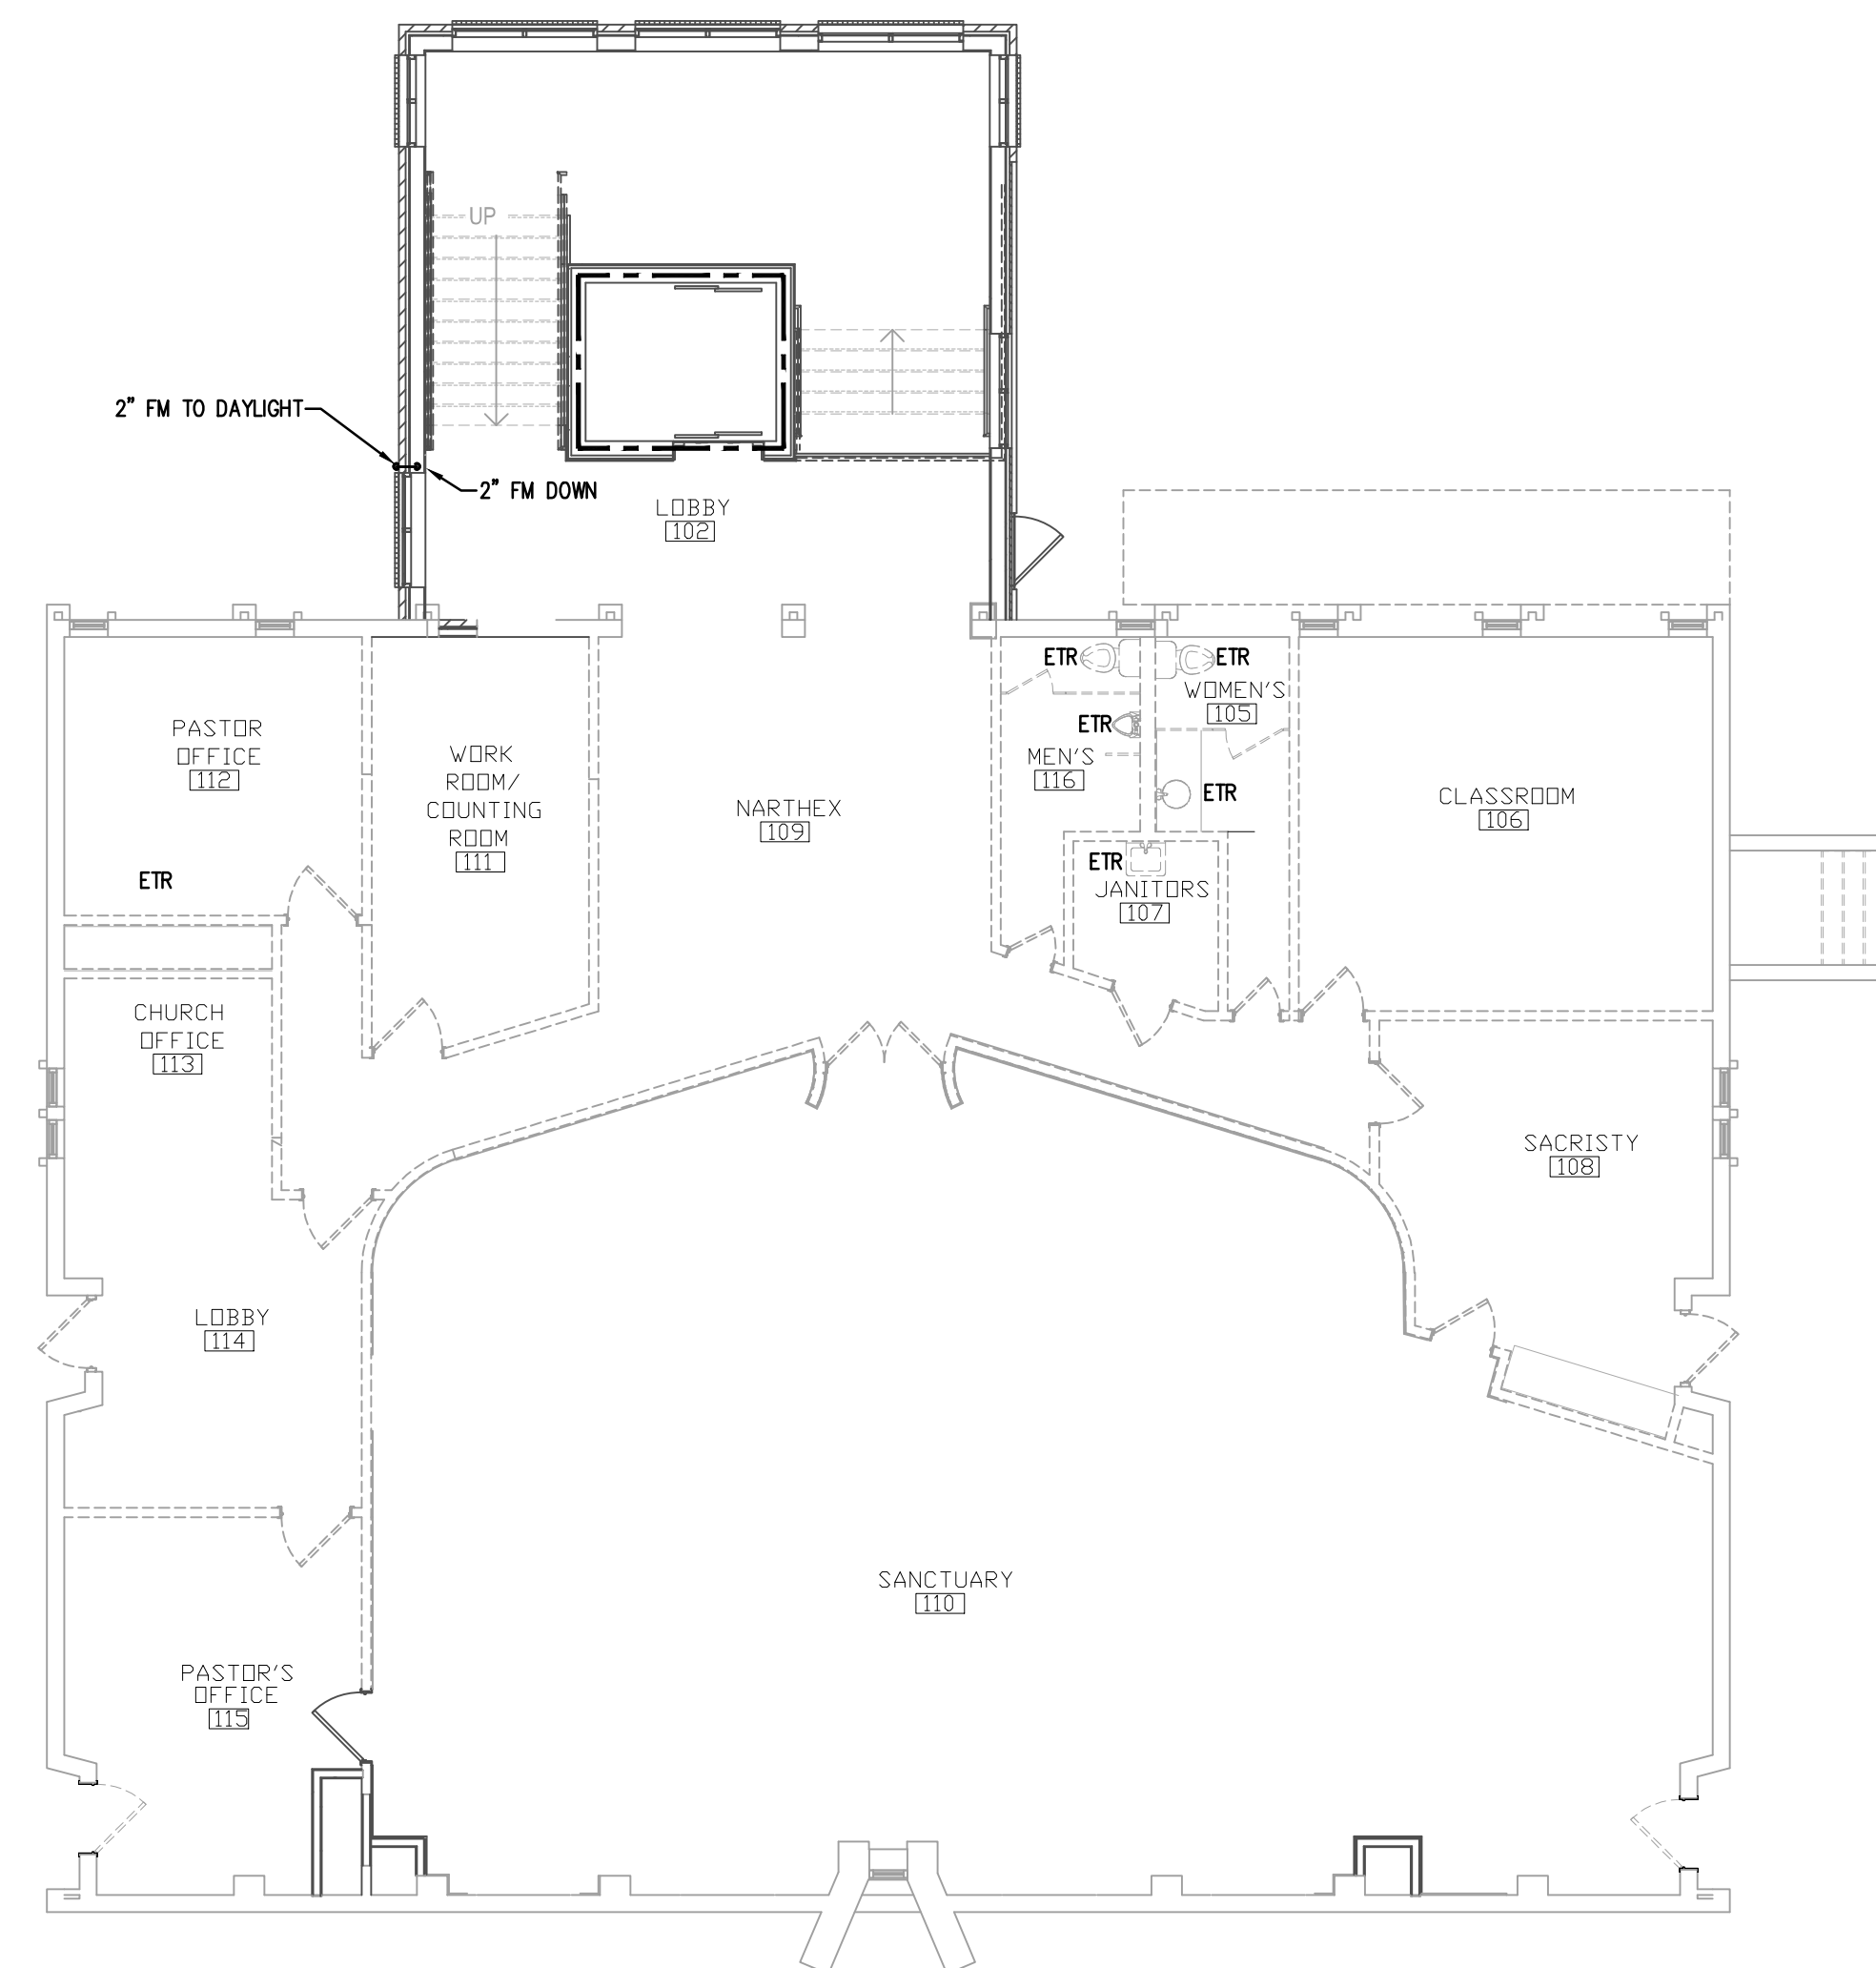 UP
2" FM TO DAYLIGHT
2" FM DOWN
LOBBY
102
ETR
ETR
WOMEN'S
105
ETR
PASTOR
OFFICE
112
WORK
ROOM/
COUNTING
ROOM
111
MEN'S
116
NARTHEX
109
ETR
CLASSROOM
106
ETR
ETR
JANITORS
107
CHURCH
OFFICE
113
SACRISTY
108
LOBBY
114
SANCTUARY
110
PASTOR'S
OFFICE
115